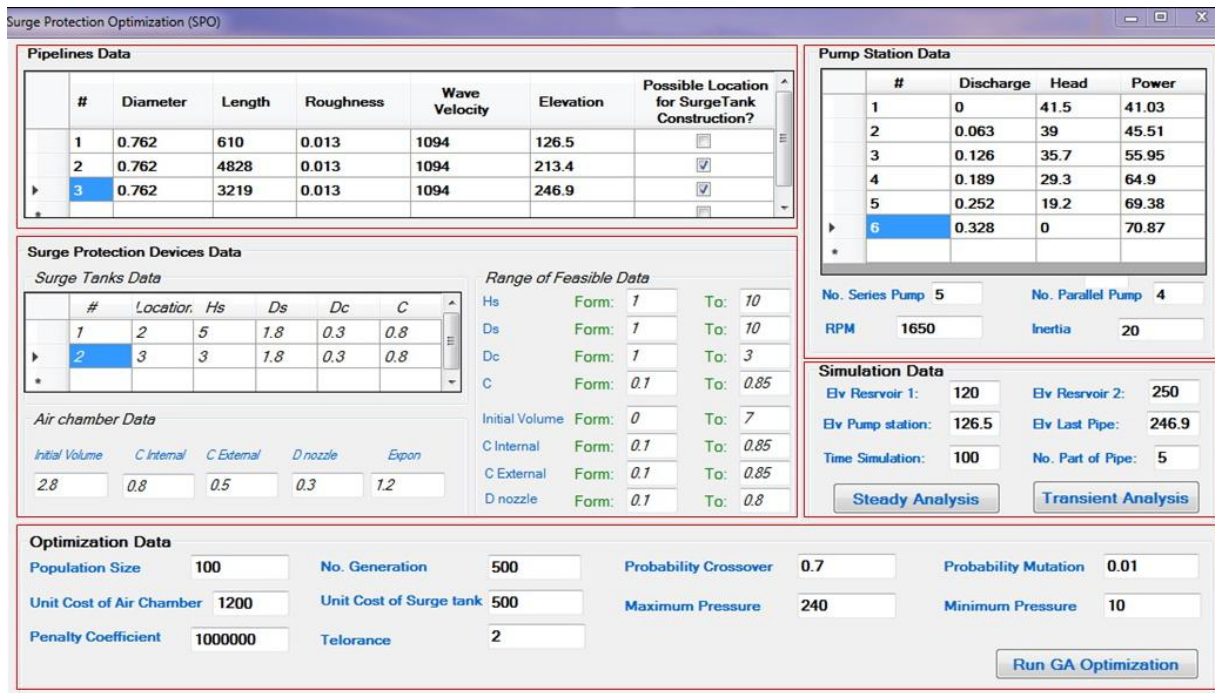 Surge Protection Optimization (SPO)
Pipelines Data
# Diameter Length Roughness Wave Velocity Elevation Possible Location for SurgeTank Construction?
1 0.762 610 0.013 1094 126.5
2 0.762 4828 0.013 1094 213.4
3 0.762 3219 0.013 1094 246.9
*
Pump Station Data
# Discharge Head Power
1 0 41.5 41.03
2 0.063 39 45.51
3 0.126 35.7 55.95
4 0.189 29.3 64.9
5 0.252 19.2 69.38
6 0.328 0 70.87
*
No. Series Pump 5 No. Parallel Pump 4
RPM 1650 Inertia 20
Surge Protection Devices Data
Surge Tanks Data
# Location Hs Ds Dc C
1 2 5 1.8 0.3 0.8
2 3 3 1.8 0.3 0.8
*
Air chamber Data
Initial Volume C Internal C External D nozzle Expon
2.8 0.8 0.5 0.3 1.2
Range of Feasible Data
Hs Form: 1 To: 10
Ds Form: 1 To: 10
Dc Form: 1 To: 3
C Form: 0.1 To: 0.85
Initial Volume Form: 0 To: 7
C Internal Form: 0.1 To: 0.85
C External Form: 0.1 To: 0.85
D nozzle Form: 0.1 To: 0.8
Simulation Data
Elv Resrvoir 1: 120 Elv Resrvoir 2: 250
Elv Pump station: 126.5 Elv Last Pipe: 246.9
Time Simulation: 100 No. Part of Pipe: 5
Steady Analysis Transient Analysis
Optimization Data
Population Size 100 No. Generation 500 Probability Crossover 0.7 Probability Mutation 0.01
Unit Cost of Air Chamber 1200 Unit Cost of Surge tank 500 Maximum Pressure 240 Minimum Pressure 10
Penalty Coefficient 1000000 Telorance 2
Run GA Optimization